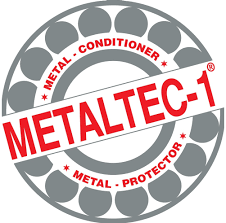 ★ METAL - CONDITIONER ★
METALTEC-1®
★ METAL - PROTECTOR ★